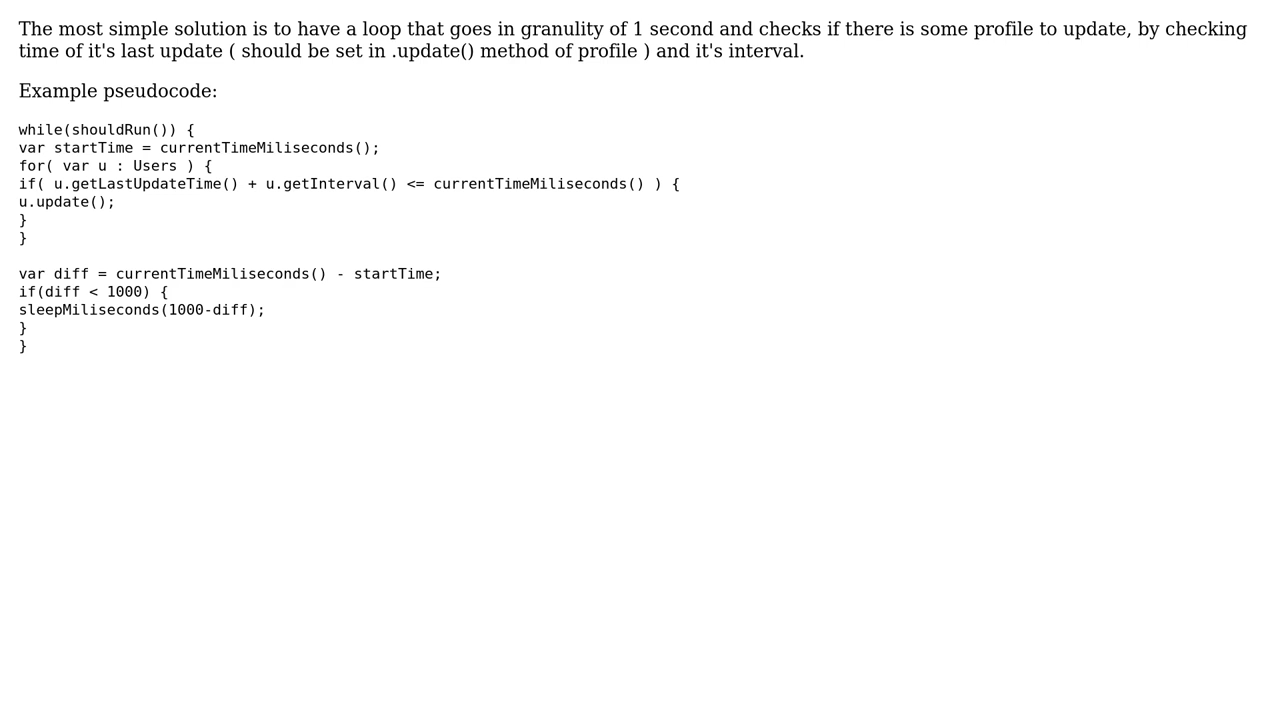 The most simple solution is to have a loop that goes in granulity of 1 second and checks if there is some profile to update, by checking
time of it's last update ( should be set in .update() method of profile ) and it's interval.
Example pseudocode:
while(shouldRun()) {
var startTime = currentTimeMiliseconds();
for( var u : Users ) {
if( u.getLastUpdateTime() + u.getInterval() <= currentTimeMiliseconds() ) {
u.update();
}
}
var diff = currentTimeMiliseconds() - startTime;
if(diff < 1000) {
sleepMiliseconds(1000-diff);
}
}